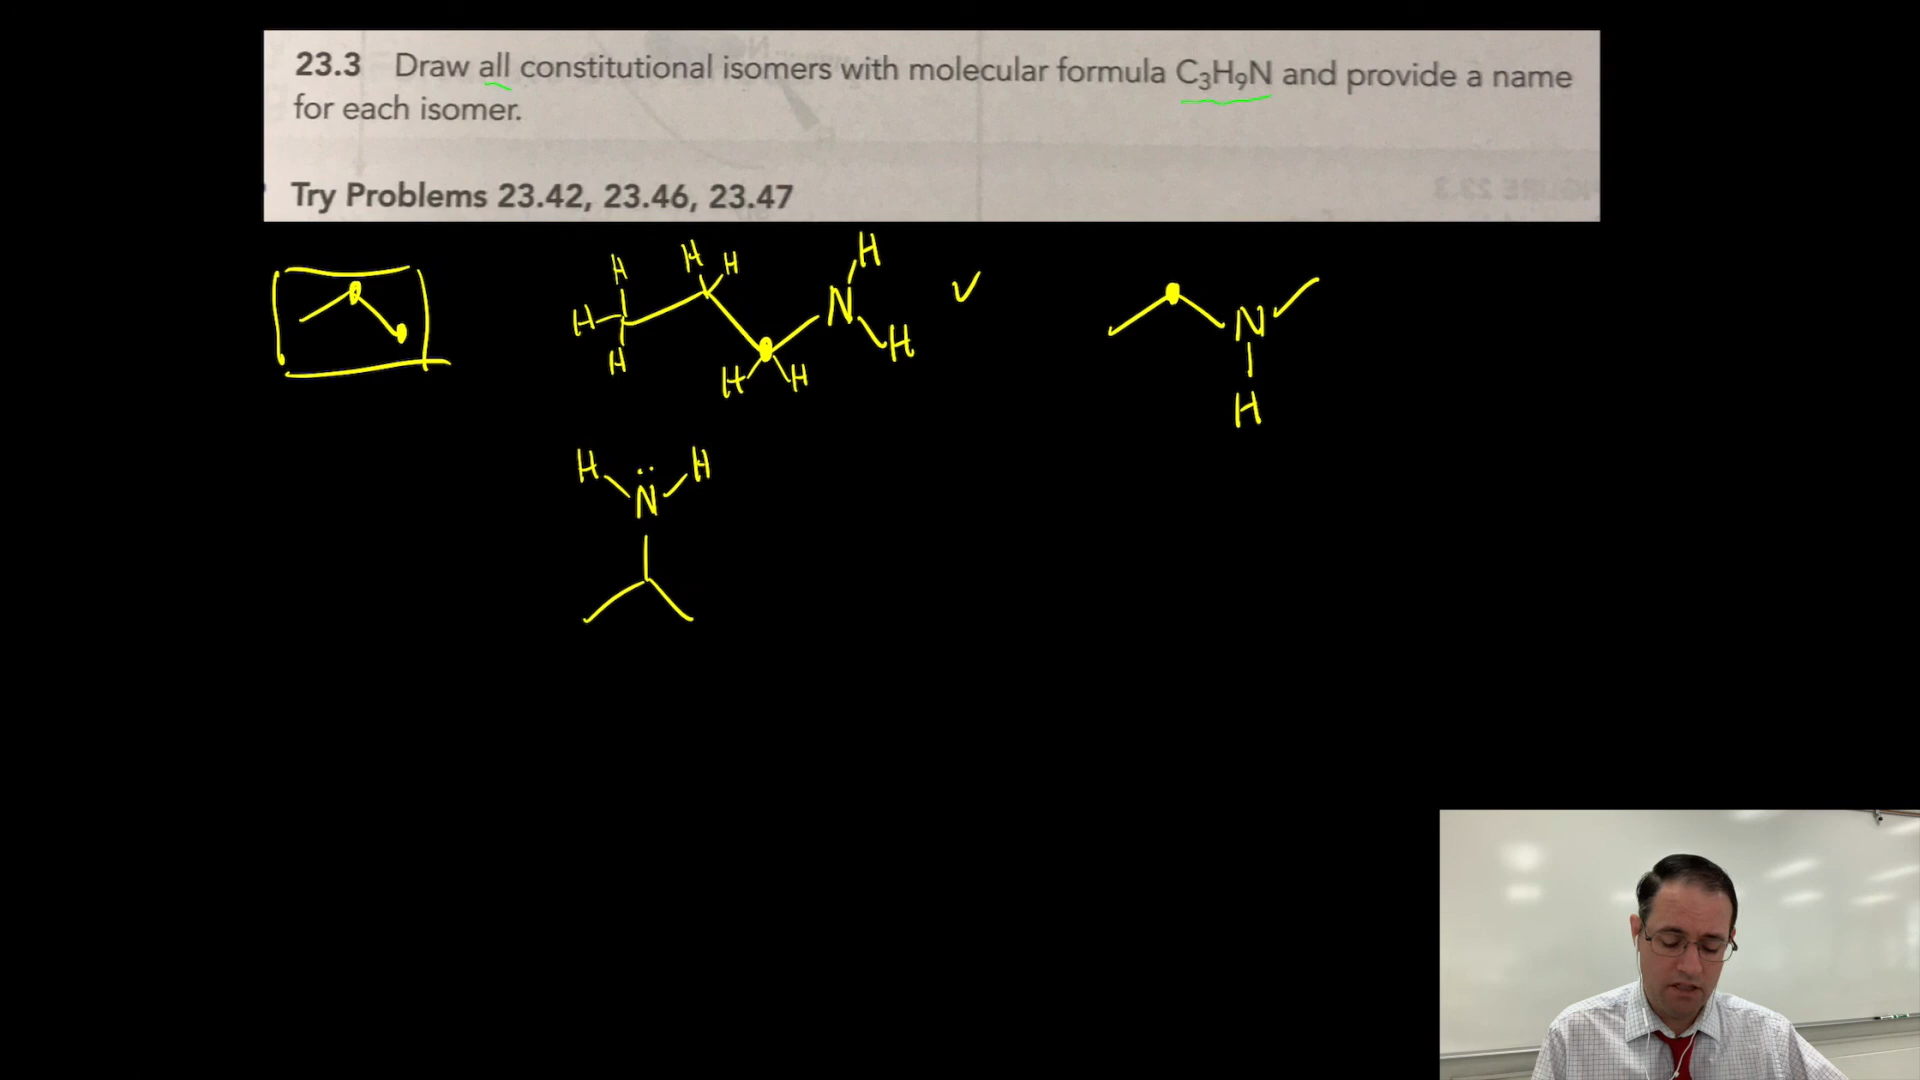 23.3 Draw all constitutional isomers with molecular formula C₃H₉N and provide a name
for each isomer.
Try Problems 23.42, 23.46, 23.47
H H H H
H N
H H H H
N
H
H N H